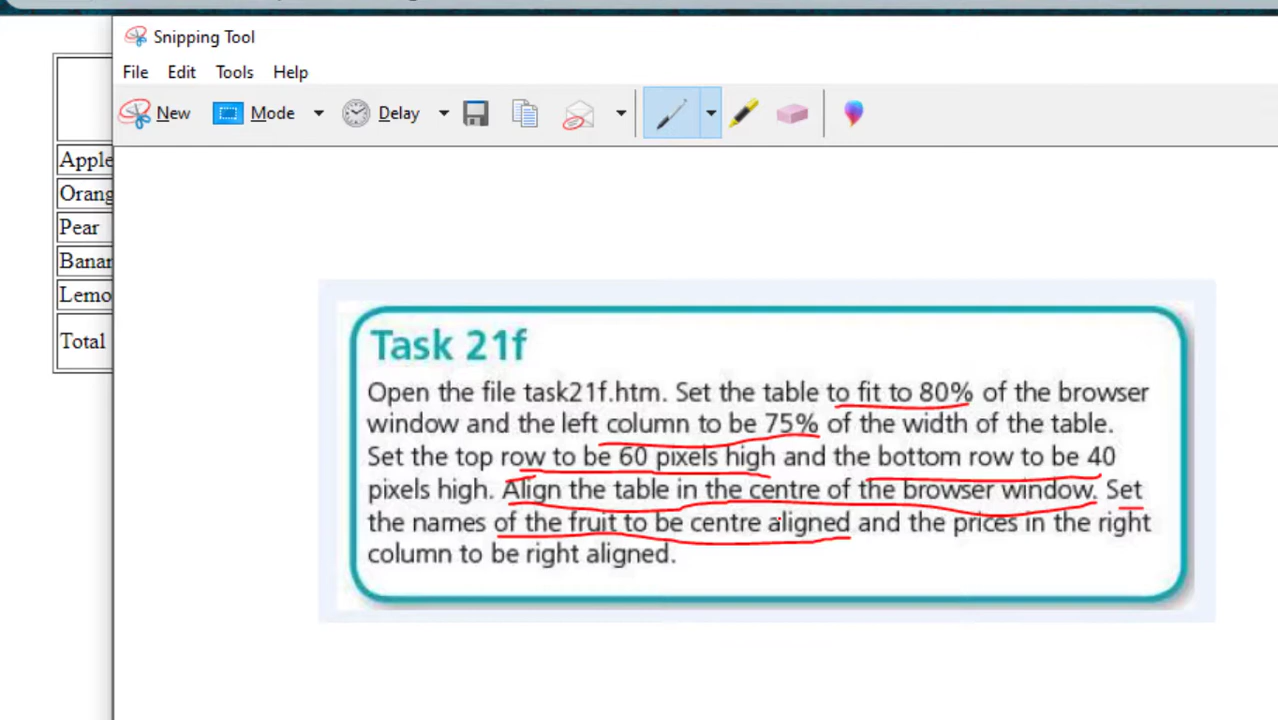 Snipping Tool
File Edit Tools Help
New Mode Delay
Apple
Orang
Pear
Banar
Lemo
Total
Task 21f
Open the file task21f.htm. Set the table to fit to 80% of the browser
window and the left column to be 75% of the width of the table.
Set the top row to be 60 pixels high and the bottom row to be 40
pixels high. Align the table in the centre of the browser window. Set
the names of the fruit to be centre aligned and the prices in the right
column to be right aligned.